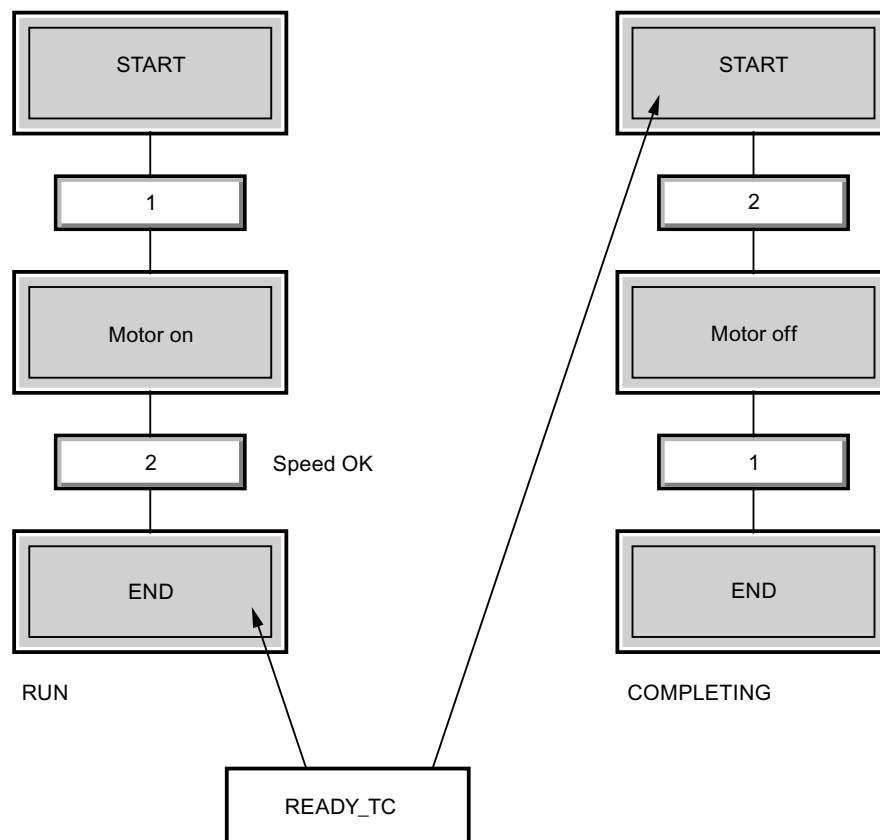 START
1
Motor on
2
Speed OK
END
RUN
START
2
Motor off
1
END
COMPLETING
READY_TC